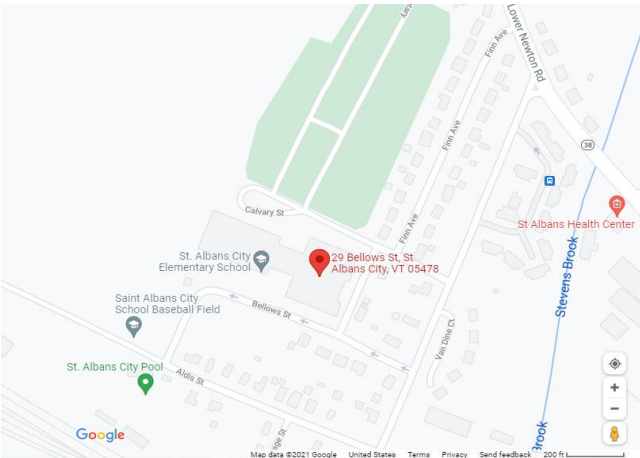 Lower Newton Rd
Finn Ave
38
Finn Ave
Calvary St
Finn Ave
St Albans Health Center
St. Albans City
Elementary School
29 Bellows St, St
Albans City, VT 05478
Stevens Brook
Saint Albans City
School Baseball Field
Bellows St
Van Dine Ct
St. Albans City Pool
Aldis St
Google
Brook
Map data ©2021 Google United States Terms Privacy Send feedback 200 ft